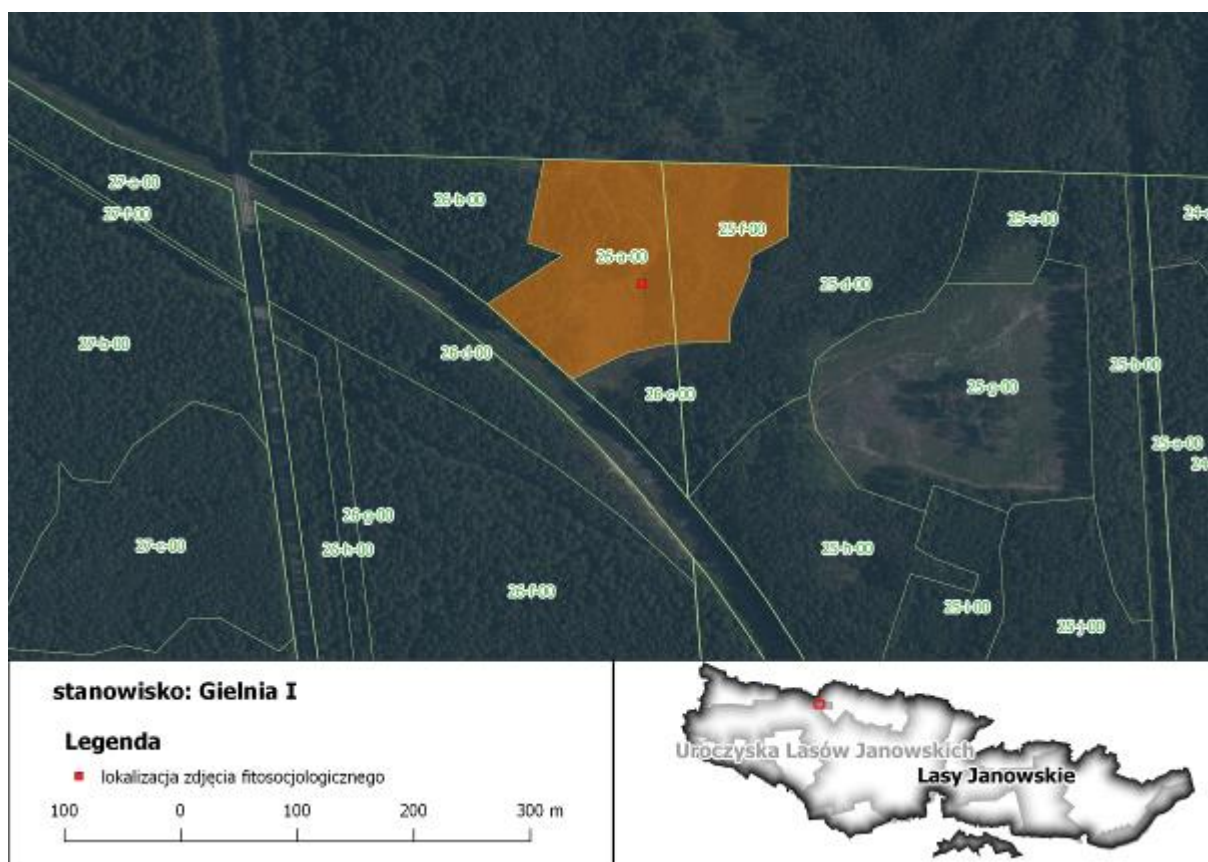 27-a-00
27-f-00
26-b-00
25-f-00
25-c-00
26-a-00
25-d-00
27-b-00
26-d-00
26-c-00
25-g-00
25-b-00
25-a-00
26-g-00
27-c-00
26-h-00
25-h-00
26-f-00
25-i-00
25-j-00
stanowisko: Gielnia I
Legenda
lokalizacja zdjęcia fitosocjologicznego
100 0 100 200 300 m
Uroczyska Lasów Janowskich
Lasy Janowskie